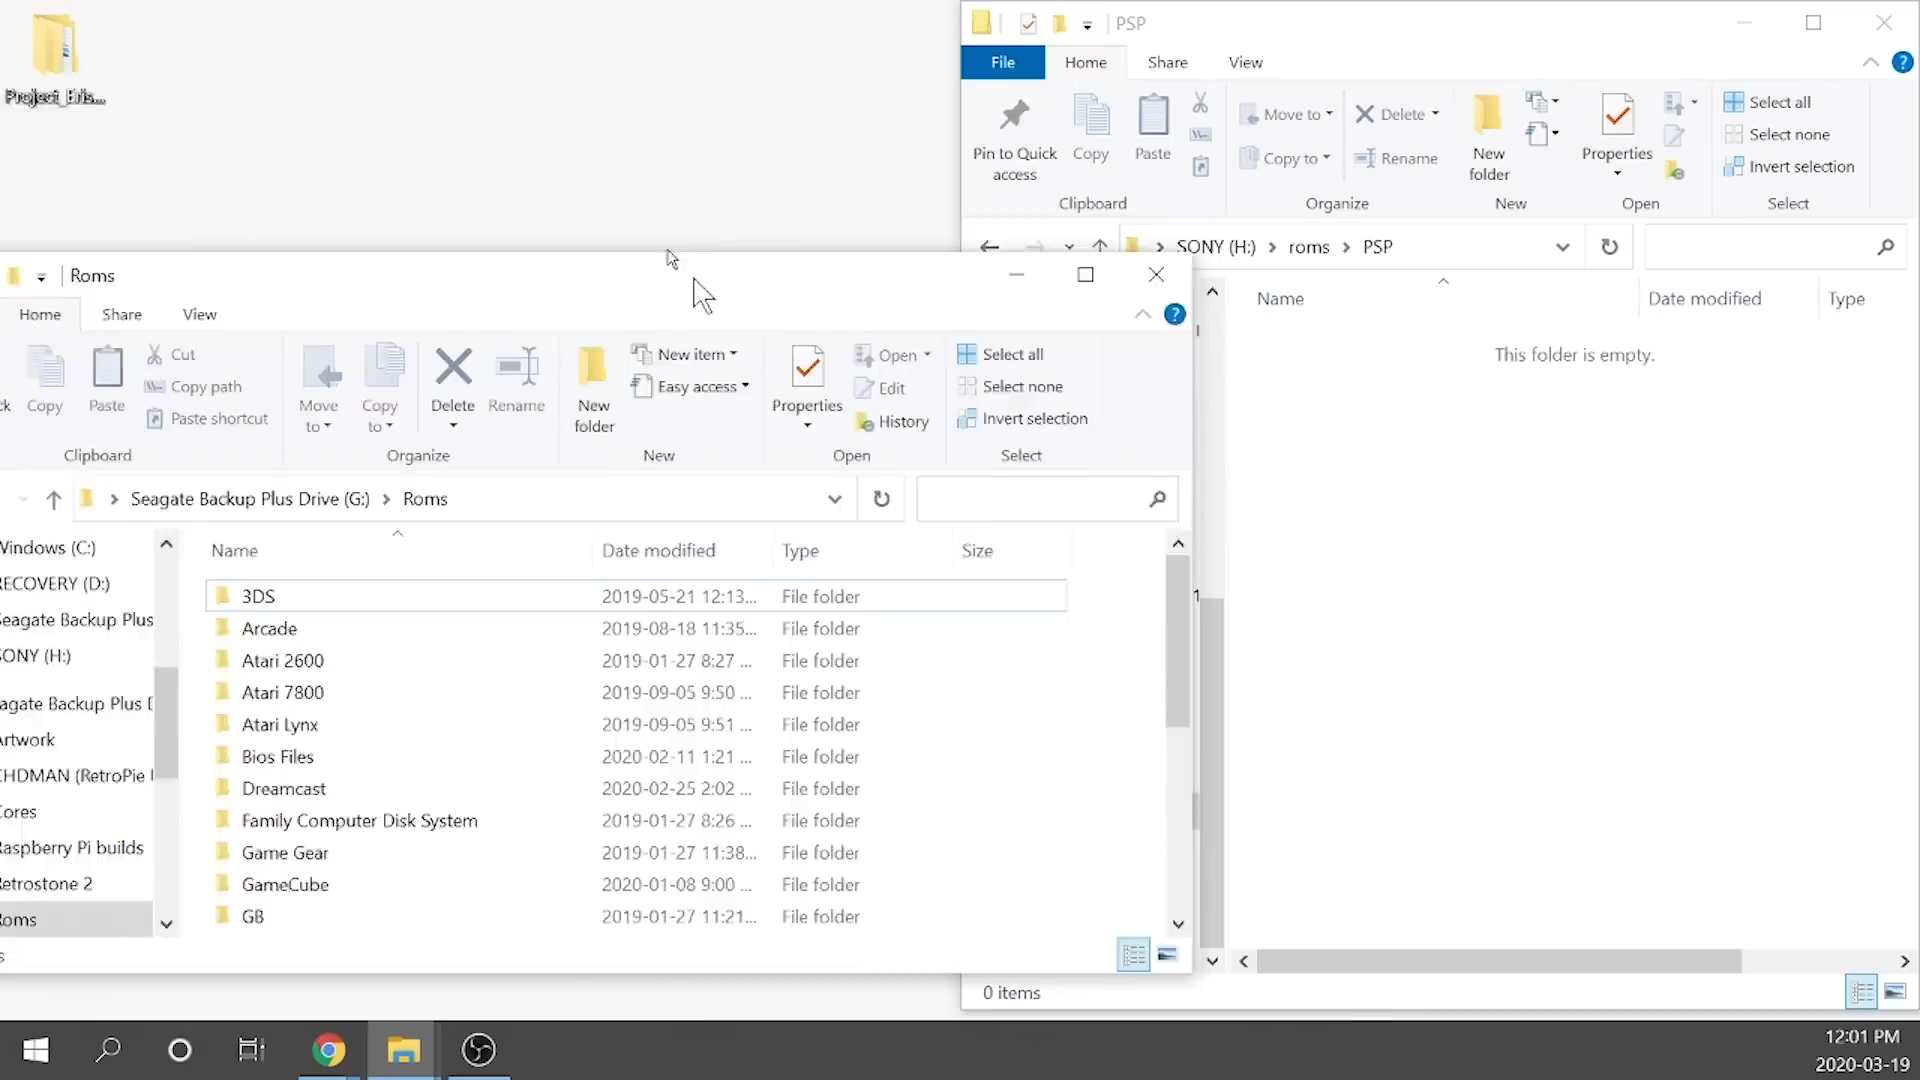 PSP
File Home Share View
Pin to Quick access
Copy
Paste
Clipboard
Move to
Copy to
Delete
Rename
Organize
New folder
New
Properties
Open
Select all
Select none
Invert selection
Select
SONY (H:) roms PSP
Name Date modified Type
This folder is empty.
0 items
Roms
Home Share View
ck
Copy
Paste
Cut
Copy path
Paste shortcut
Clipboard
Move to
Copy to
Delete
Rename
Organize
New folder
New item
Easy access
New
Properties
Open
Edit
History
Open
Select all
Select none
Invert selection
Select
Seagate Backup Plus Drive (G:) Roms
Windows (C:)
RECOVERY (D:)
Seagate Backup Plus
SONY (H:)
agate Backup Plus D
Artwork
CHDMAN (RetroPie
Cores
Raspberry Pi builds
Retrostone 2
Roms
s
Name Date modified Type Size
3DS 2019-05-21 12:13... File folder
Arcade 2019-08-18 11:35... File folder
Atari 2600 2019-01-27 8:27 ... File folder
Atari 7800 2019-09-05 9:50 ... File folder
Atari Lynx 2019-09-05 9:51 ... File folder
Bios Files 2020-02-11 1:21 ... File folder
Dreamcast 2020-02-25 2:02 ... File folder
Family Computer Disk System 2019-01-27 8:26 ... File folder
Game Gear 2019-01-27 11:38... File folder
GameCube 2020-01-08 9:00 ... File folder
GB 2019-01-27 11:21... File folder
12:01 PM
2020-03-19